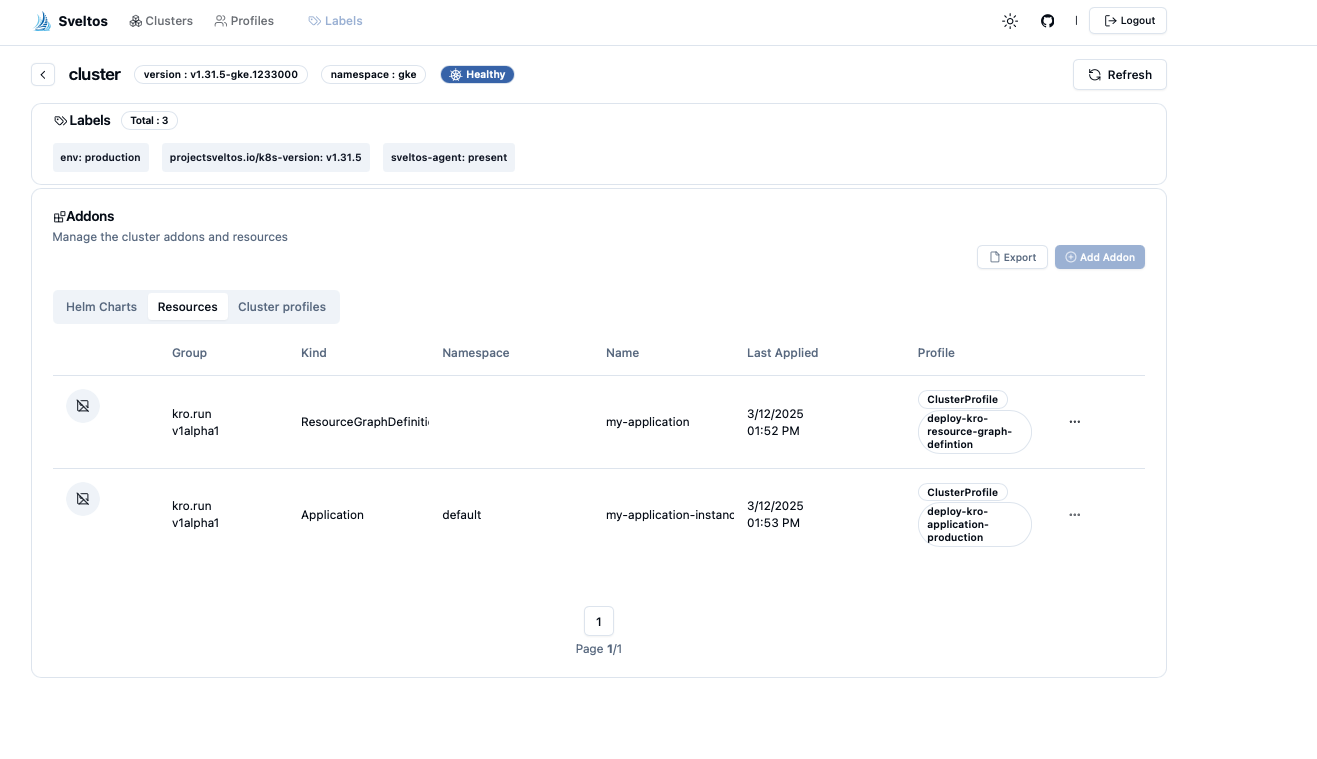 Sveltos Clusters Profiles Labels | Logout
cluster version : v1.31.5-gke.1233000 namespace : gke Healthy Refresh
Labels Total : 3
env: production projectsveltos.io/k8s-version: v1.31.5 sveltos-agent: present
Addons
Manage the cluster addons and resources
Export Add Addon
Helm Charts Resources Cluster profiles
Group Kind Namespace Name Last Applied Profile
kro.run
v1alpha1
ResourceGraphDefiniti
my-application
3/12/2025
01:52 PM
ClusterProfile
deploy-kro-
resource-graph-
defintion
...
kro.run
v1alpha1
Application
default
my-application-instanc
3/12/2025
01:53 PM
ClusterProfile
deploy-kro-
application-
production
...
1
Page 1/1